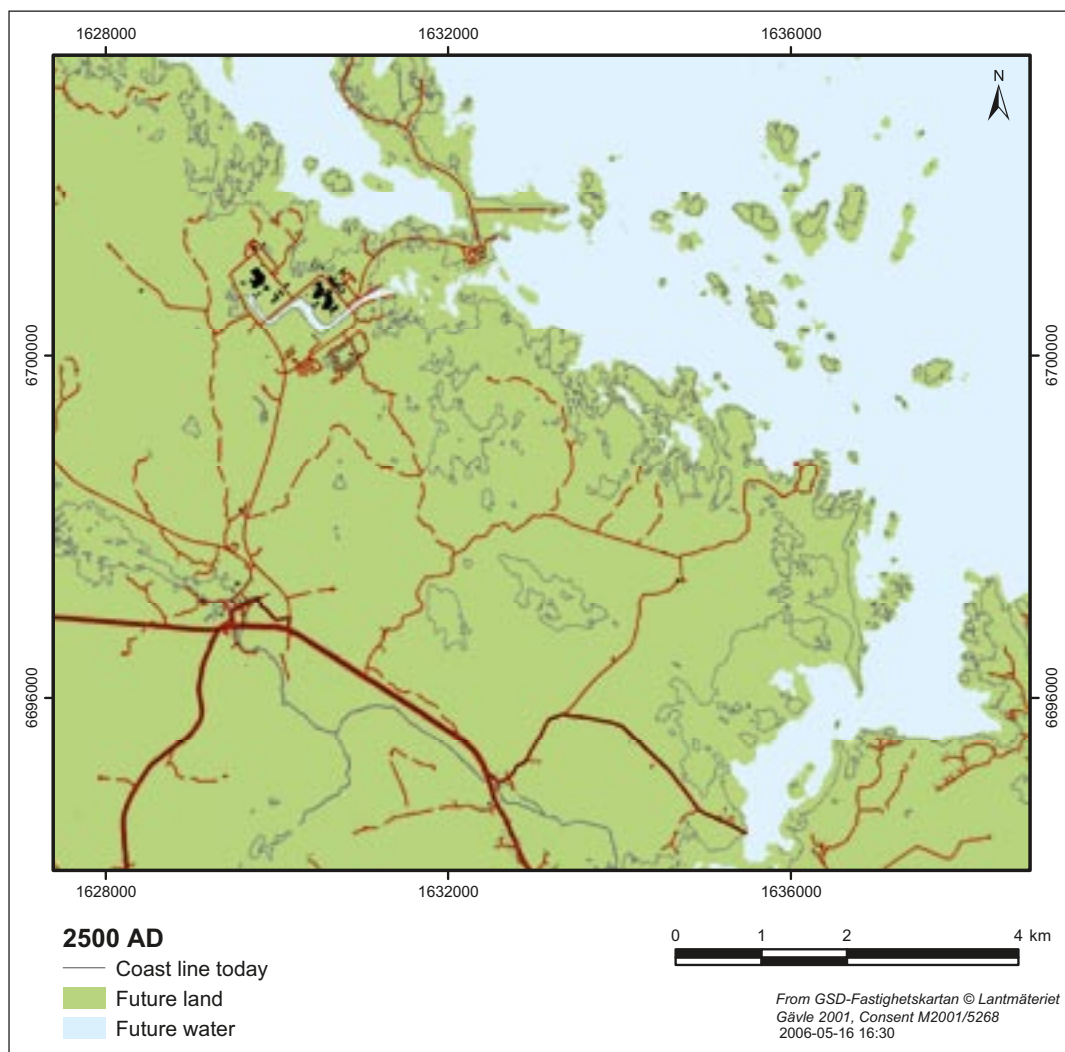 1628000 1632000 1636000
N
6700000 6700000
6696000 6696000
1628000 1632000 1636000
2500 AD
Coast line today
Future land
Future water
0 1 2 4 km
From GSD-Fastighetskartan © Lantmäteriet
Gävle 2001, Consent M2001/5268
2006-05-16 16:30